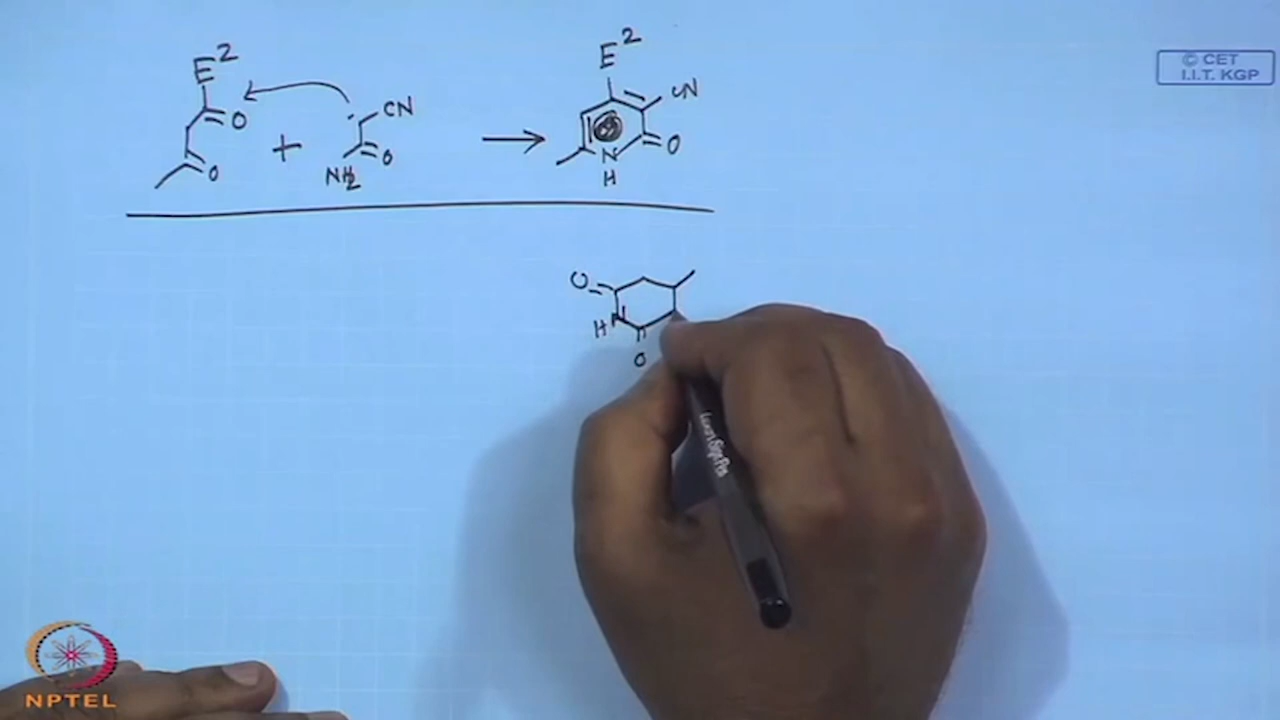 E²
O
O
+
CN
O
NH2
→
E²
CN
O
N
H
O
H
N
O
© CET
I.I.T. KGP
NPTEL